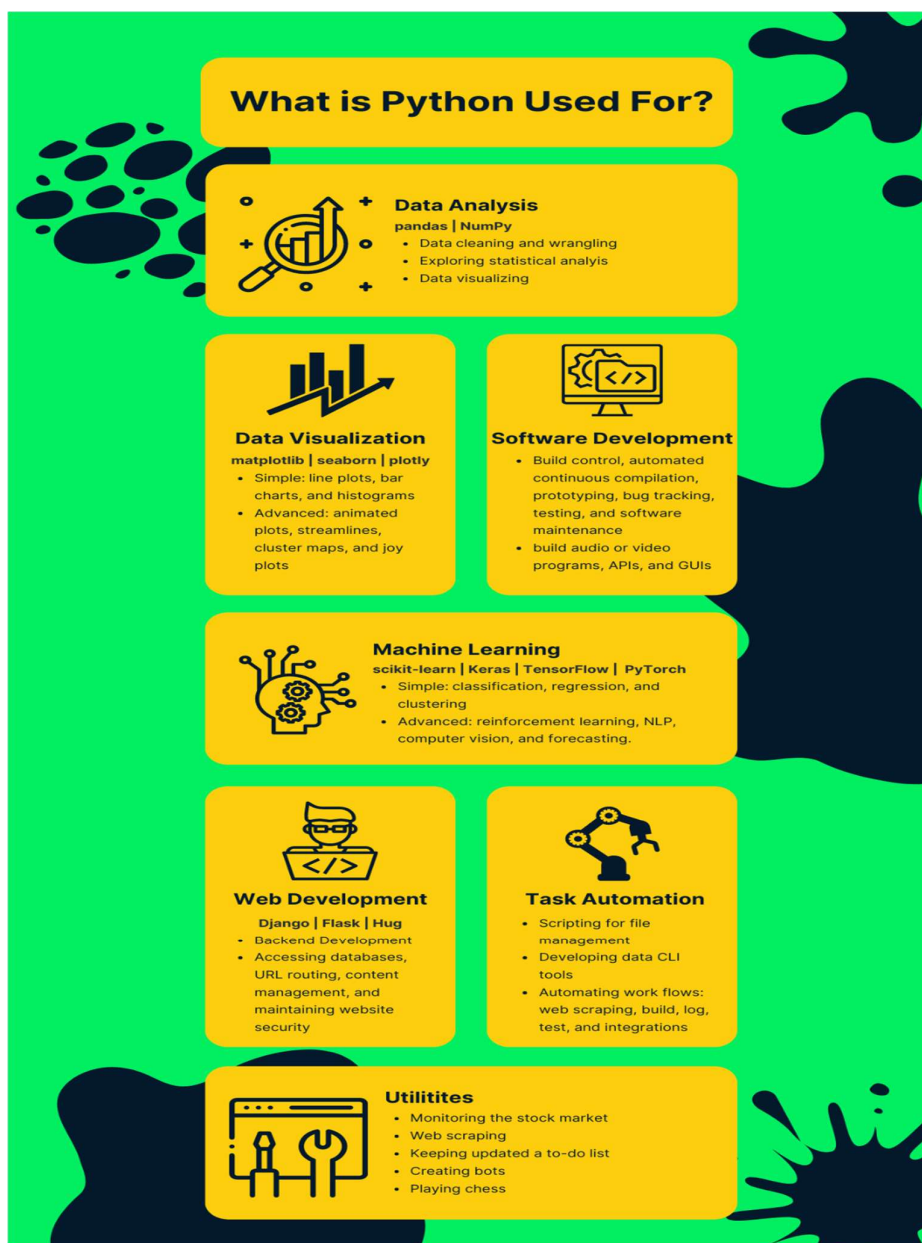 What is Python Used For?
Data Analysis
pandas | NumPy
• Data cleaning and wrangling
• Exploring statistical analyis
• Data visualizing
Data Visualization
matplotlib | seaborn | plotly
• Simple: line plots, bar
charts, and histograms
• Advanced: animated
plots, streamlines,
cluster maps, and joy
plots
Software Development
• Build control, automated
continuous compilation,
prototyping, bug tracking,
testing, and software
maintenance
• build audio or video
programs, APIs, and GUIs
Machine Learning
scikit-learn | Keras | TensorFlow | PyTorch
• Simple: classification, regression, and
clustering
• Advanced: reinforcement learning, NLP,
computer vision, and forecasting.
</>
Web Development
Django | Flask | Hug
• Backend Development
• Accessing databases,
URL routing, content
management, and
maintaining website
security
Task Automation
• Scripting for file
management
• Developing data CLI
tools
• Automating work flows:
web scraping, build, log,
test, and integrations
Utilitites
• Monitoring the stock market
• Web scraping
• Keeping updated a to-do list
• Creating bots
• Playing chess